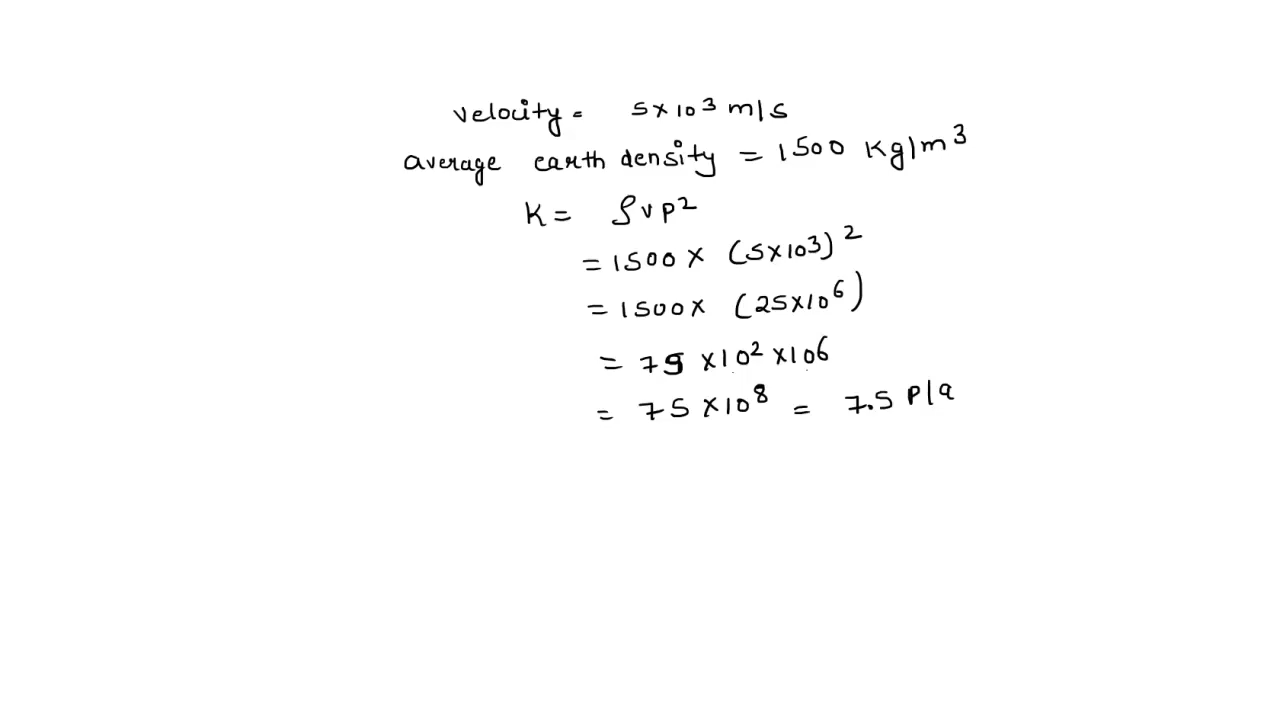 velocity = 5×10³ m/s
average earth density = 1500 Kg/m³
K = ρvp²
= 1500 × (5×10³)²
= 1500 × (25×10⁶)
= 75 ×10² ×10⁶
= 75 ×10⁸ = 7.5 P/a